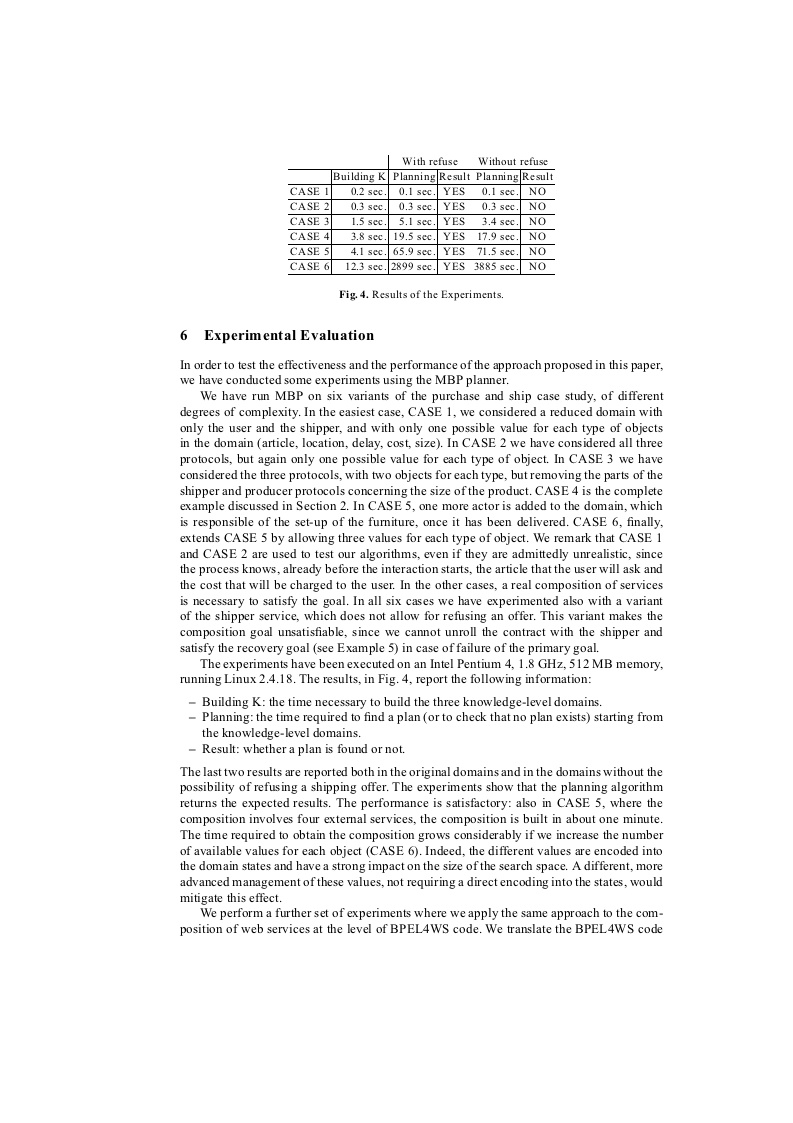 With refuse Without refuse
Building K Planning Result Planning Result
CASE 1 0.2 sec. 0.1 sec. YES 0.1 sec. NO
CASE 2 0.3 sec. 0.3 sec. YES 0.3 sec. NO
CASE 3 1.5 sec. 5.1 sec. YES 3.4 sec. NO
CASE 4 3.8 sec. 19.5 sec. YES 17.9 sec. NO
CASE 5 4.1 sec. 65.9 sec. YES 71.5 sec. NO
CASE 6 12.3 sec. 2899 sec. YES 3885 sec. NO
Fig. 4. Results of the Experiments.
6 Experimental Evaluation
In order to test the effectiveness and the performance of the approach proposed in this paper,
we have conducted some experiments using the MBP planner.
We have run MBP on six variants of the purchase and ship case study, of different
degrees of complexity. In the easiest case, CASE 1, we considered a reduced domain with
only the user and the shipper, and with only one possible value for each type of objects
in the domain (article, location, delay, cost, size). In CASE 2 we have considered all three
protocols, but again only one possible value for each type of object. In CASE 3 we have
considered the three protocols, with two objects for each type, but removing the parts of the
shipper and producer protocols concerning the size of the product. CASE 4 is the complete
example discussed in Section 2. In CASE 5, one more actor is added to the domain, which
is responsible of the set-up of the furniture, once it has been delivered. CASE 6, finally,
extends CASE 5 by allowing three values for each type of object. We remark that CASE 1
and CASE 2 are used to test our algorithms, even if they are admittedly unrealistic, since
the process knows, already before the interaction starts, the article that the user will ask and
the cost that will be charged to the user. In the other cases, a real composition of services
is necessary to satisfy the goal. In all six cases we have experimented also with a variant
of the shipper service, which does not allow for refusing an offer. This variant makes the
composition goal unsatisfiable, since we cannot unroll the contract with the shipper and
satisfy the recovery goal (see Example 5) in case of failure of the primary goal.
The experiments have been executed on an Intel Pentium 4, 1.8 GHz, 512 MB memory,
running Linux 2.4.18. The results, in Fig. 4, report the following information:
– Building K: the time necessary to build the three knowledge-level domains.
– Planning: the time required to find a plan (or to check that no plan exists) starting from
the knowledge-level domains.
– Result: whether a plan is found or not.
The last two results are reported both in the original domains and in the domains without the
possibility of refusing a shipping offer. The experiments show that the planning algorithm
returns the expected results. The performance is satisfactory: also in CASE 5, where the
composition involves four external services, the composition is built in about one minute.
The time required to obtain the composition grows considerably if we increase the number
of available values for each object (CASE 6). Indeed, the different values are encoded into
the domain states and have a strong impact on the size of the search space. A different, more
advanced management of these values, not requiring a direct encoding into the states, would
mitigate this effect.
We perform a further set of experiments where we apply the same approach to the com-
position of web services at the level of BPEL4WS code. We translate the BPEL4WS code